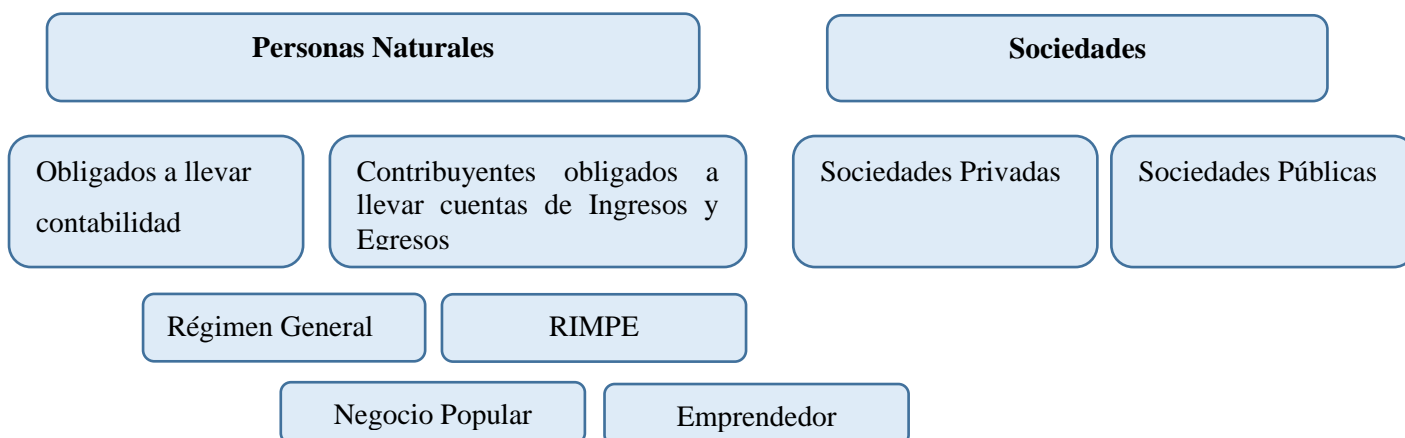 Personas Naturales
Sociedades
Obligados a llevar
contabilidad
Contribuyentes obligados a
llevar cuentas de Ingresos y
Egresos
Sociedades Privadas
Sociedades Públicas
Régimen General
RIMPE
Negocio Popular
Emprendedor